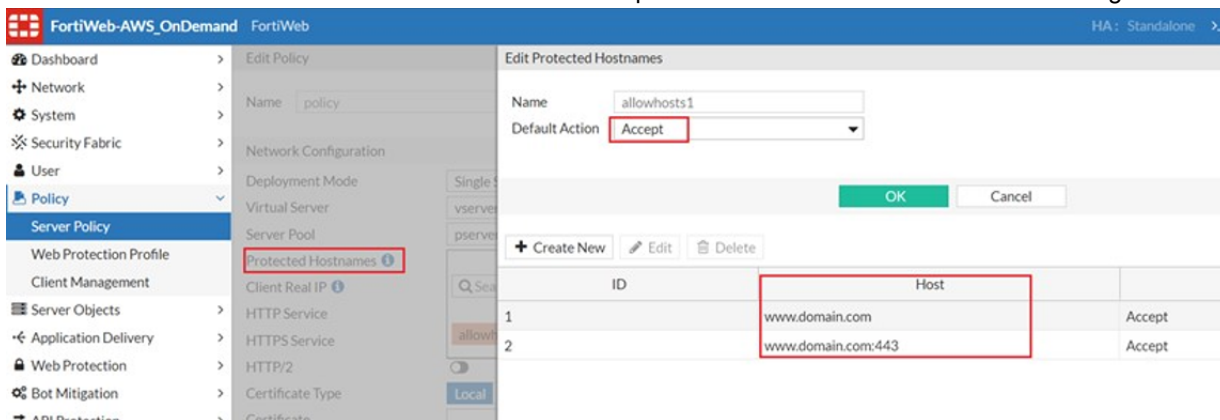 FortiWeb-AWS_OnDemand FortiWeb HA: Standalone
Dashboard
Network
System
Security Fabric
User
Policy
Server Policy
Web Protection Profile
Client Management
Server Objects
Application Delivery
Web Protection
Bot Mitigation
Edit Policy
Name policy
Network Configuration
Deployment Mode Single
Virtual Server
Server Pool
Protected Hostnames
Client Real IP
HTTP Service
HTTPS Service
HTTP/2
Certificate Type Local
Edit Protected Hostnames
Name allowhosts1
Default Action Accept
OK Cancel
Create New Edit Delete
ID Host
1 www.domain.com Accept
2 www.domain.com:443 Accept